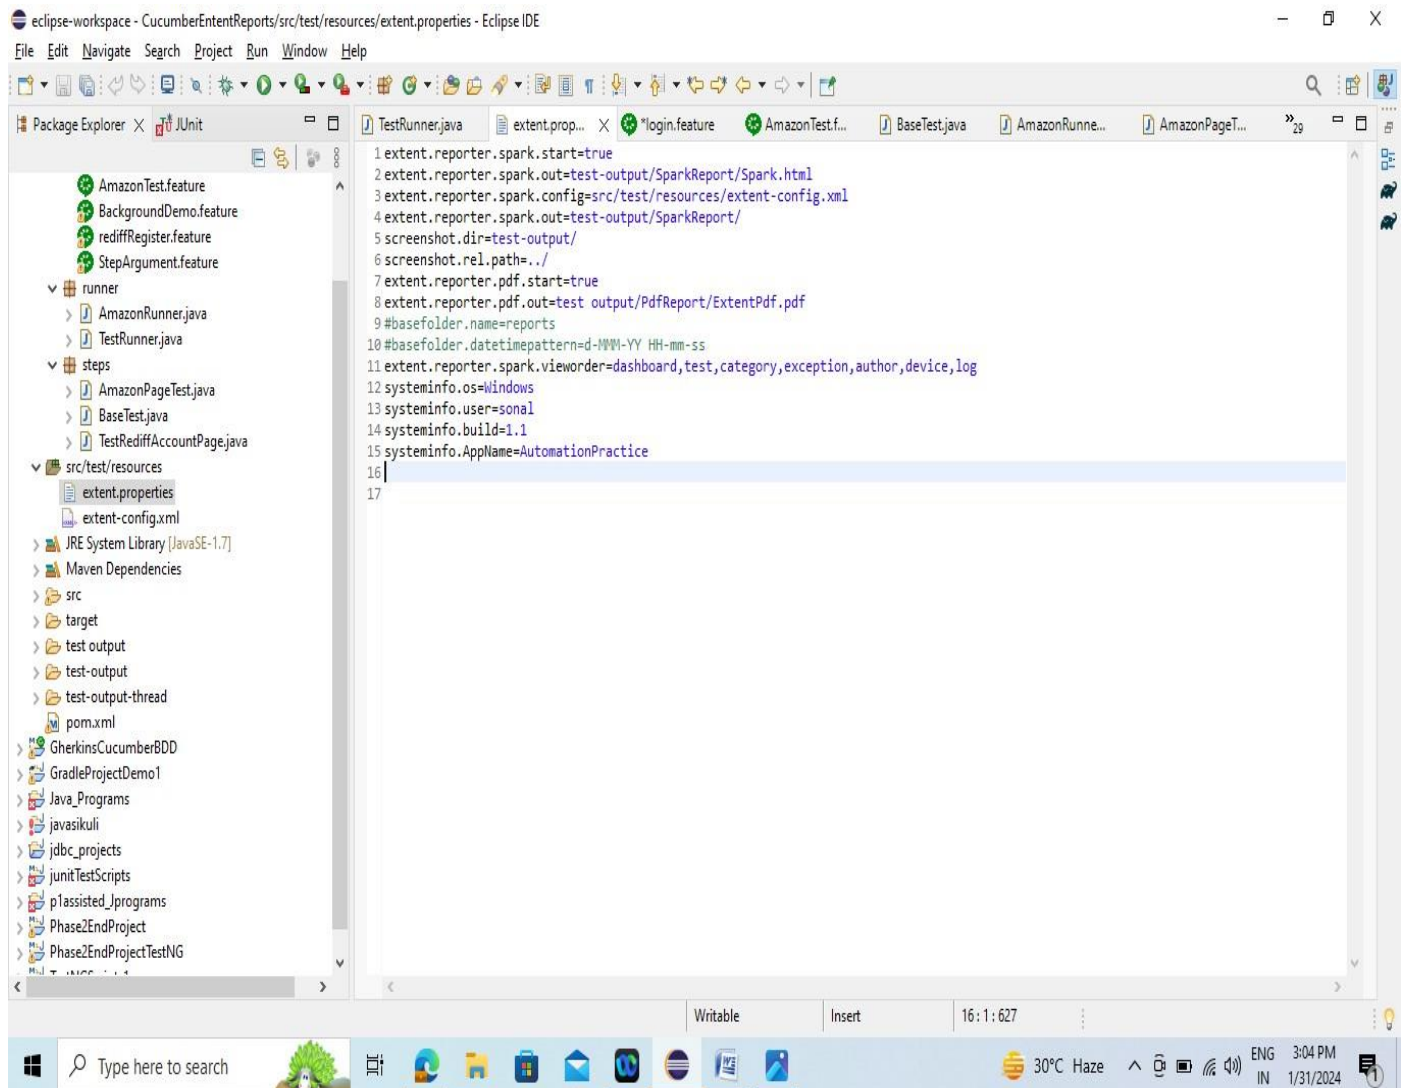 eclipse-workspace - CucumberEntentReports/src/test/resources/extent.properties - Eclipse IDE
File Edit Navigate Search Project Run Window Help
Package Explorer JUnit
TestRunner.java extent.prop... *login.feature AmazonTest.f... BaseTest.java AmazonRunne... AmazonPageT... »29
AmazonTest.feature
BackgroundDemo.feature
rediffRegister.feature
StepArgument.feature
runner
AmazonRunner.java
TestRunner.java
steps
AmazonPageTest.java
BaseTest.java
TestRediffAccountPage.java
src/test/resources
extent.properties
extent-config.xml
JRE System Library [JavaSE-1.7]
Maven Dependencies
src
target
test output
test-output
test-output-thread
pom.xml
GherkinsCucumberBDD
GradleProjectDemo1
Java_Programs
javasikuli
jdbc_projects
junitTestScripts
p1assisted_Jprograms
Phase2EndProject
Phase2EndProjectTestNG
1 extent.reporter.spark.start=true
2 extent.reporter.spark.out=test-output/SparkReport/Spark.html
3 extent.reporter.spark.config=src/test/resources/extent-config.xml
4 extent.reporter.spark.out=test-output/SparkReport/
5 screenshot.dir=test-output/
6 screenshot.rel.path=../
7 extent.reporter.pdf.start=true
8 extent.reporter.pdf.out=test output/PdfReport/ExtentPdf.pdf
9 #basefolder.name=reports
10 #basefolder.datetimepattern=d-MMM-YY HH-mm-ss
11 extent.reporter.spark.vieworder=dashboard,test,category,exception,author,device,log
12 systeminfo.os=Windows
13 systeminfo.user=sonal
14 systeminfo.build=1.1
15 systeminfo.AppName=AutomationPractice
16
17
Writable Insert 16 : 1 : 627
Type here to search
30°C Haze
ENG
IN
3:04 PM
1/31/2024
1